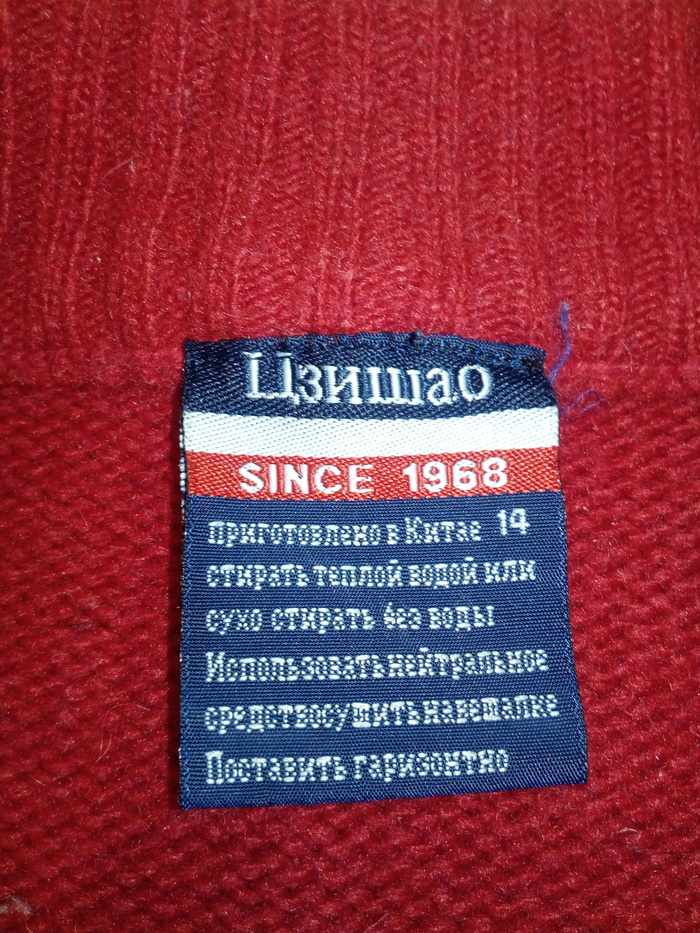 Цзишао
SINCE 1968
приготовлено в Китае 14
стирать теплой водой или
сухо стирать без воды
Использовать нейтральное
средствосушить навешалке
Поставить гаризонтно